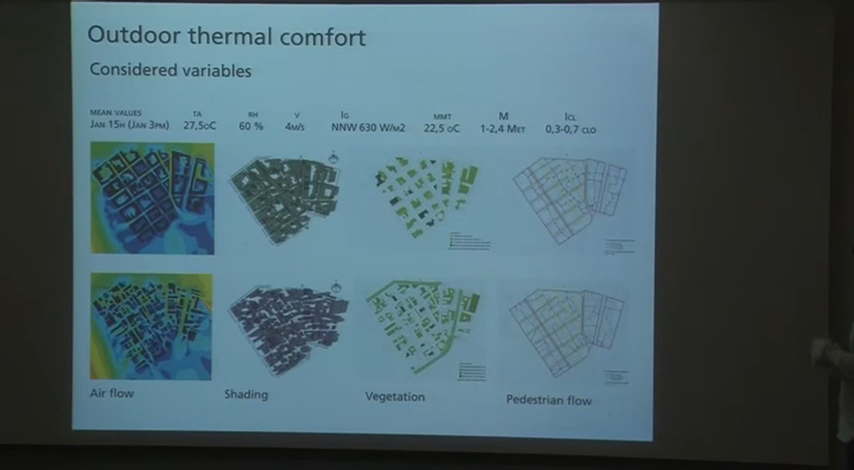 Outdoor thermal comfort
Considered variables
MEAN VALUES TA RH V IG MMT M ICL
JAN 15H (JAN 3PM) 27,5oC 60 % 4M/S NNW 630 W/M2 22,5 oC 1-2,4 MET 0,3-0,7 CLO
Air flow Shading Vegetation Pedestrian flow